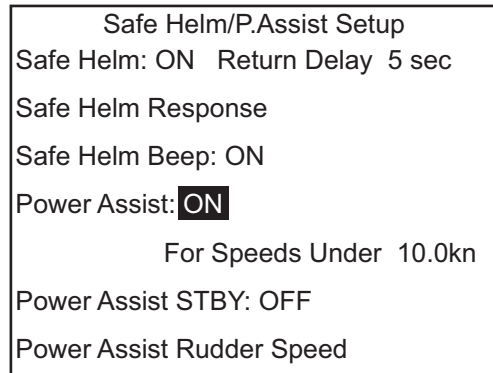 Safe Helm/P.Assist Setup
Safe Helm: ON Return Delay 5 sec
Safe Helm Response
Safe Helm Beep: ON
Power Assist: ON
For Speeds Under 10.0kn
Power Assist STBY: OFF
Power Assist Rudder Speed